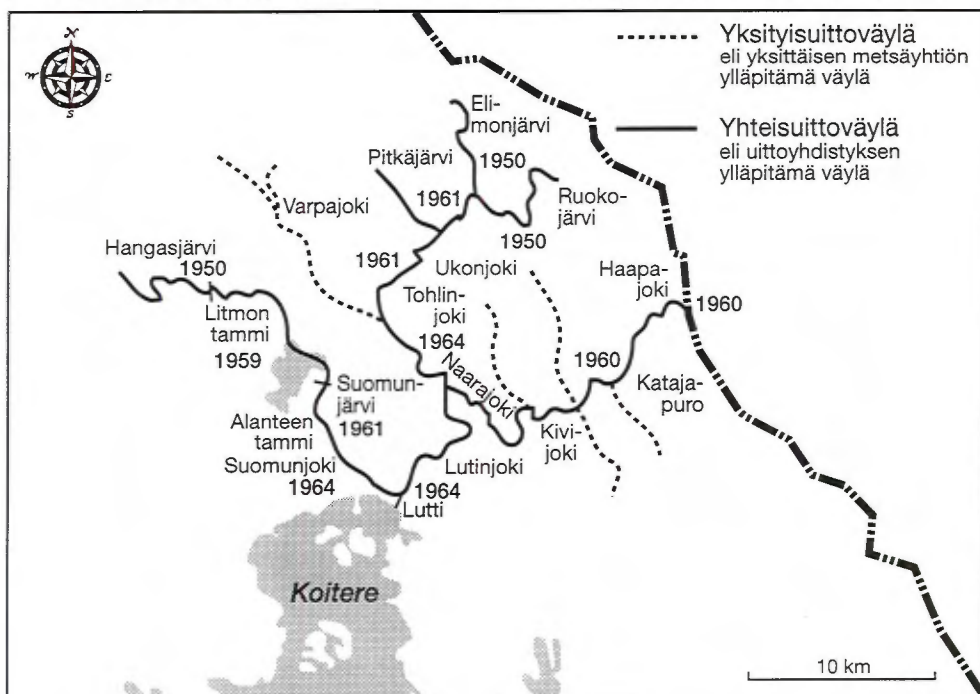 N
W E
S
Yksityisuittoväylä
eli yksittäisen metsäyhtiön
ylläpitämä väylä
Yhteisuittoväylä
eli uittoyhdistyksen
ylläpitämä väylä
Eli-
monjärvi
Pitkäjärvi
1950
1961
Ruoko-
järvi
Varpajoki
1950
Hangasjärvi
1950
1961
Ukonjoki
Haapa-
joki
Tohlin-
joki
1960
Litmon
tammi
1964
1959
1960
Naarajoki
Suomun-
järvi
1961
Kataja-
puro
Alanteen
tammi
Kivi-
joki
Suomunjoki
1964
Lutinjoki
1964
Lutti
Koitere
10 km